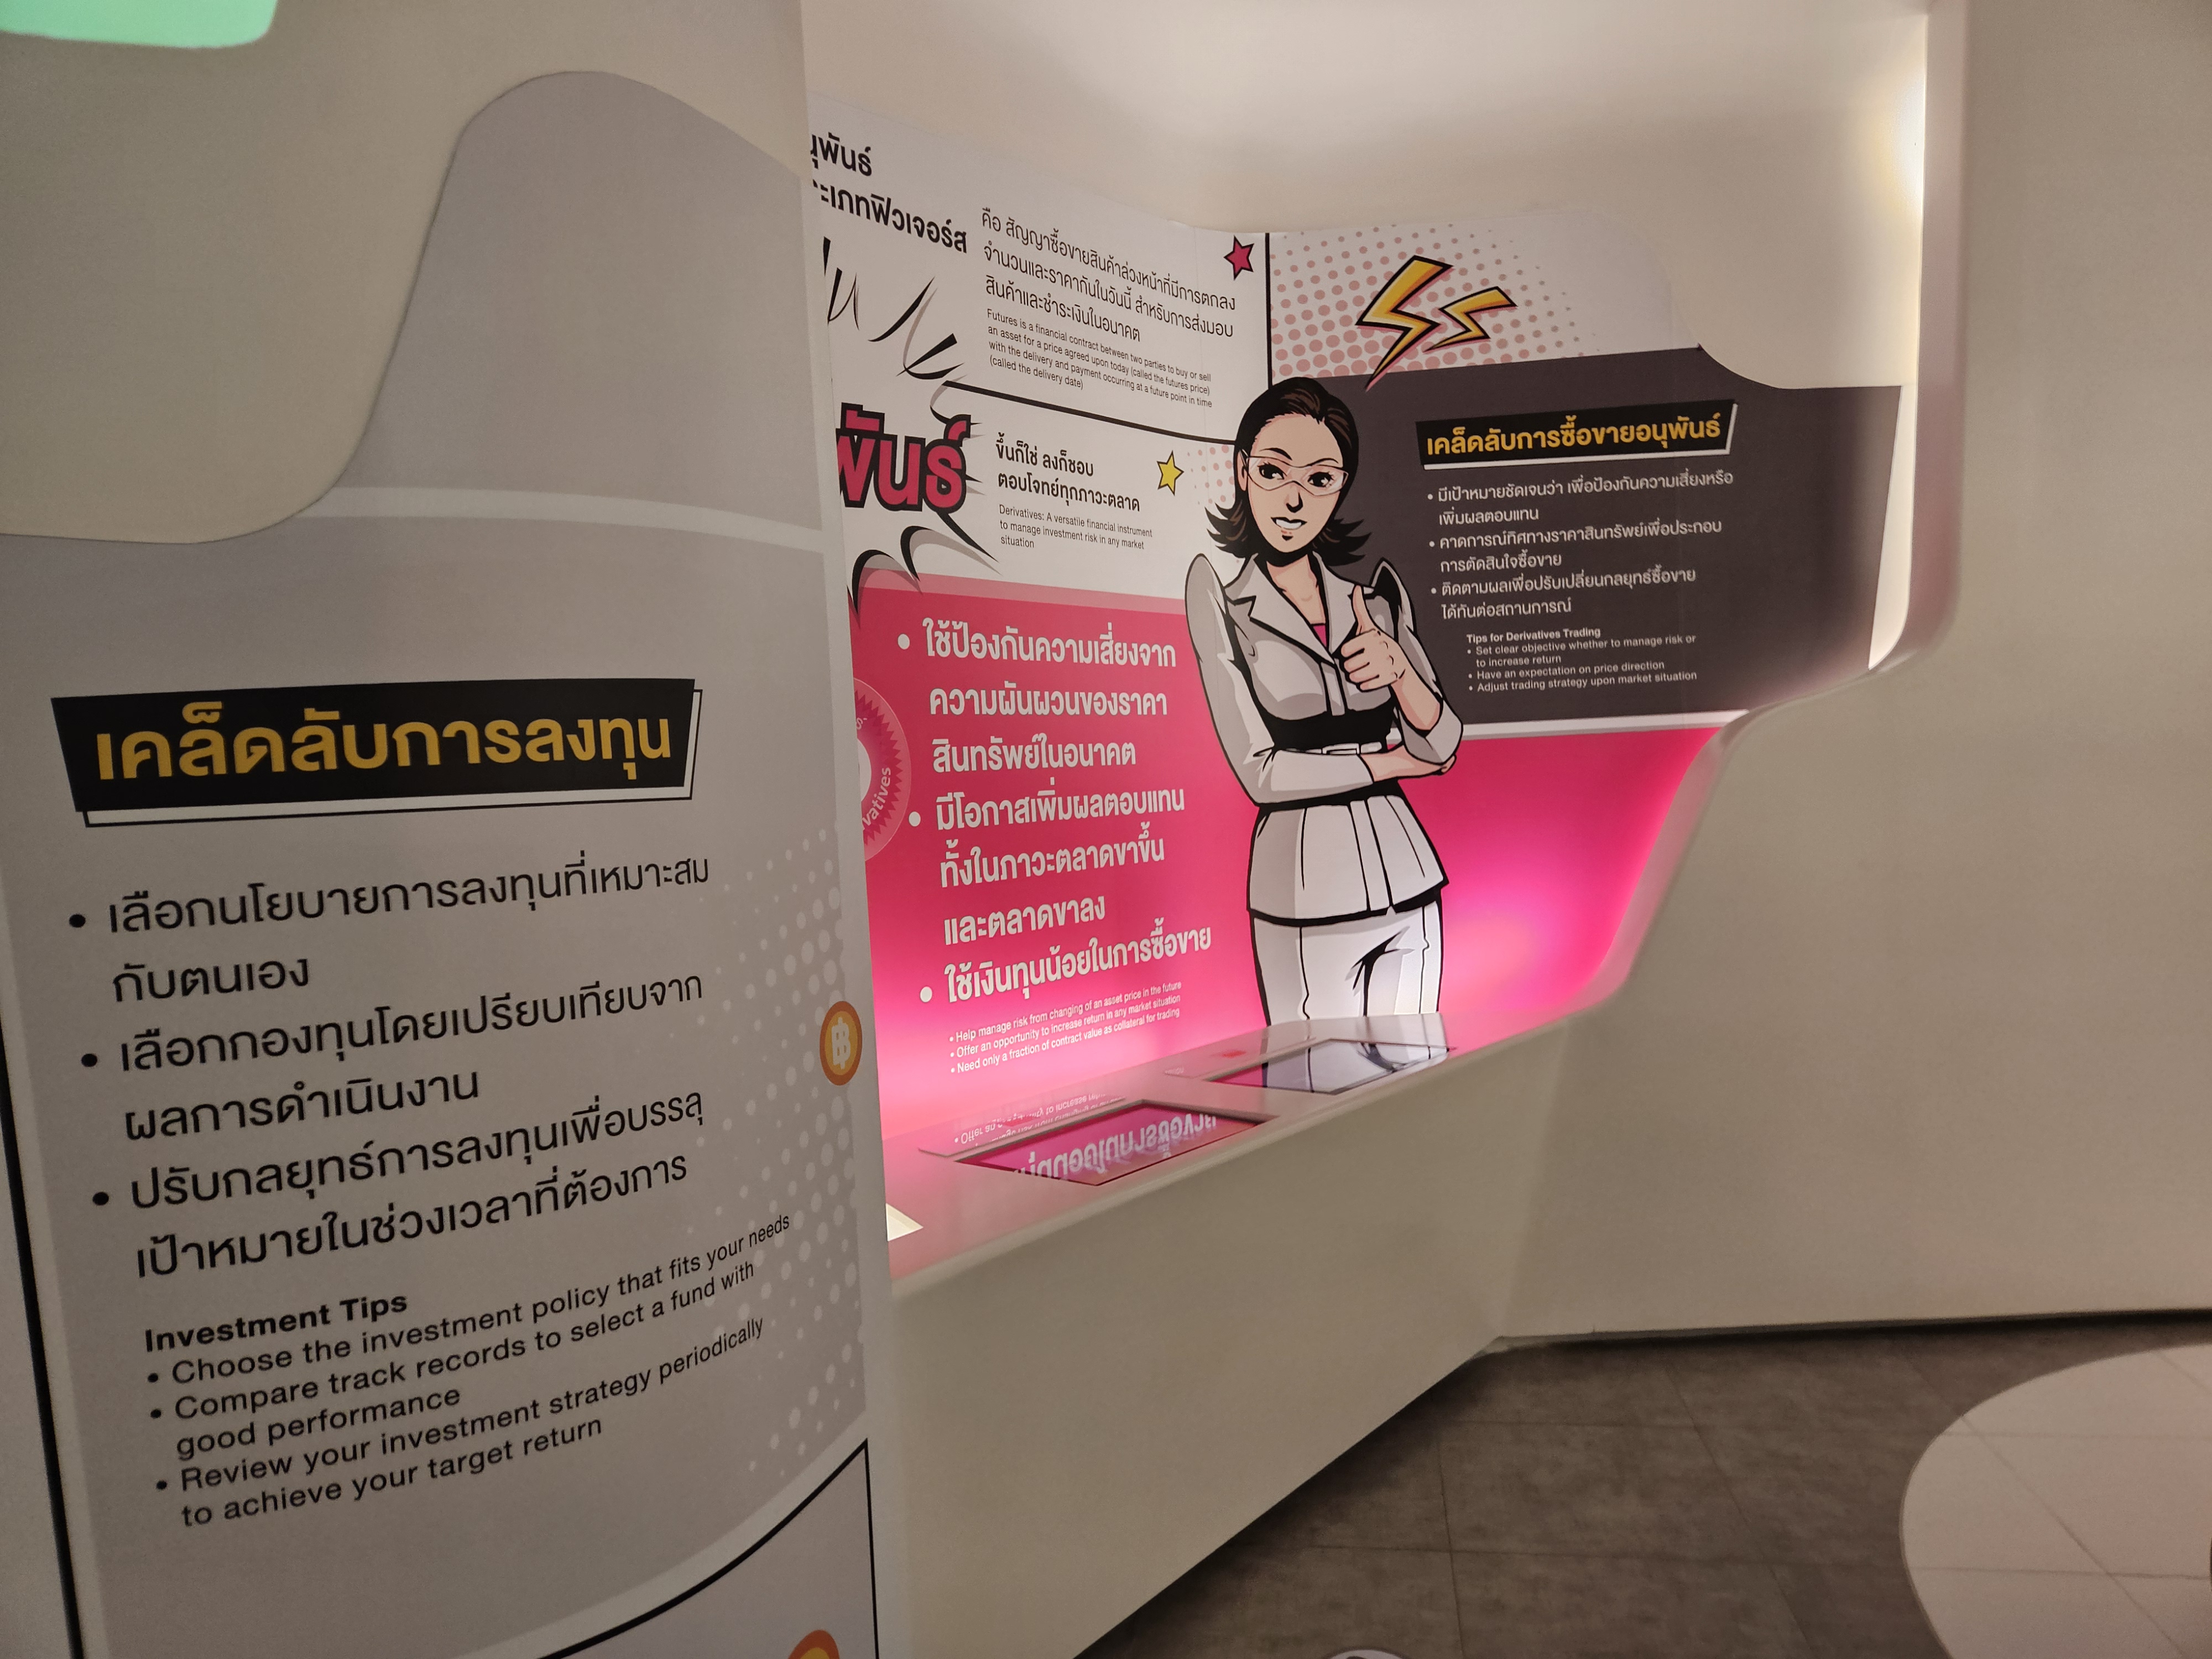 เคล็ดลับการลงทุน
• เลือกนโยบายการลงทุนที่เหมาะสม
กับตนเอง
• เลือกกองทุนโดยเปรียบเทียบจาก
ผลการดำเนินงาน
• ปรับกลยุทธ์การลงทุนเพื่อบรรลุ
เป้าหมายในช่วงเวลาที่ต้องการ
Investment Tips
• Choose the investment policy that fits your needs
• Compare track records to select a fund with
good performance
• Review your investment strategy periodically
to achieve your target return
฿
นุพันธ์
ะเภทฟิวเจอร์ส
คือ สัญญาซื้อขายสินค้าล่วงหน้าที่มีการตกลง
จำนวนและราคากันในวันนี้ สำหรับการส่งมอบ
สินค้าและชำระเงินในอนาคต
Futures is a financial contract between two parties to buy or sell
an asset for a price agreed upon today (called the futures price)
with the delivery and payment occurring at a future point in time
(called the delivery date)
พันธ์
ขึ้นก็ใช่ ลงก็ชอบ
ตอบโจทย์ทุกภาวะตลาด
Derivatives: A versatile financial instrument
to manage investment risk in any market
situation
vatives
• ใช้ป้องกันความเสี่ยงจาก
ความผันผวนของราคา
สินทรัพย์ในอนาคต
• มีโอกาสเพิ่มผลตอบแทน
ทั้งในภาวะตลาดขาขึ้น
และตลาดขาลง
• ใช้เงินทุนน้อยในการซื้อขาย
• Help manage risk from changing of an asset price in the future
• Offer an opportunity to increase return in any market situation
• Need only a fraction of contract value as collateral for trading
เคล็ดลับการซื้อขายอนุพันธ์
• มีเป้าหมายชัดเจนว่า เพื่อป้องกันความเสี่ยงหรือ
เพิ่มผลตอบแทน
• คาดการณ์ทิศทางราคาสินทรัพย์เพื่อประกอบ
การตัดสินใจซื้อขาย
• ติดตามผลเพื่อปรับเปลี่ยนกลยุทธ์ซื้อขาย
ได้ทันต่อสถานการณ์
Tips for Derivatives Trading
• Set clear objective whether to manage risk or
to increase return
• Have an expectation on price direction
• Adjust trading strategy upon market situation